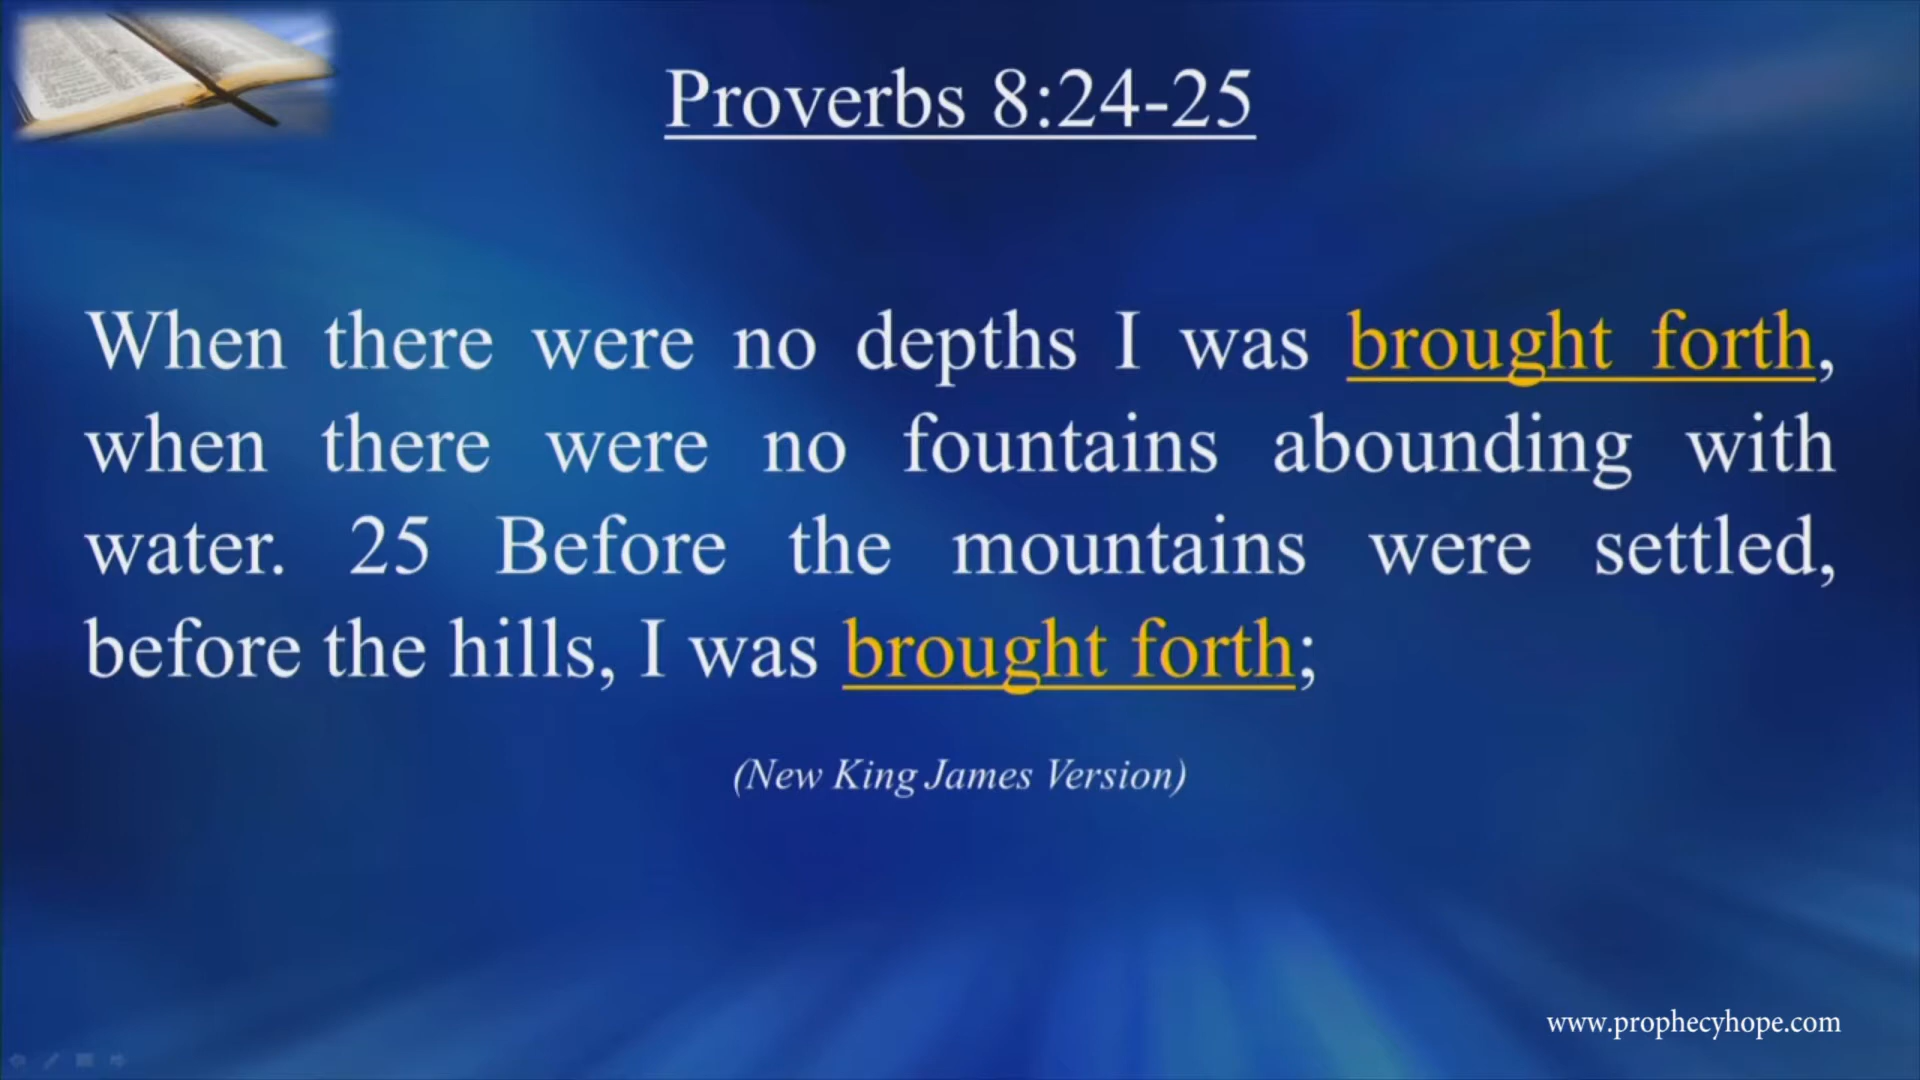 Proverbs 8:24-25
When there were no depths I was brought forth,
when there were no fountains abounding with
water. 25 Before the mountains were settled,
before the hills, I was brought forth;
(New King James Version)
www.prophecyhope.com